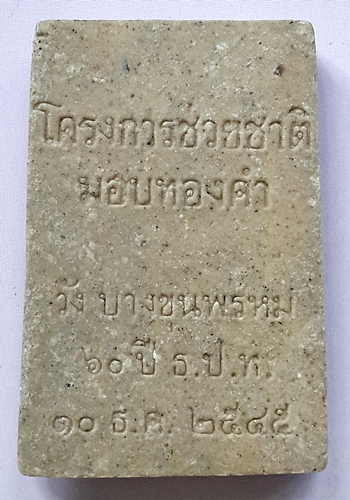 โครงการช่วยชาติ
มอบทองคำ
วัง บางขุนพรหม
๖๐ ปี ธ.ป.ท.
๑๐ ธ.ค. ๒๕๔๕